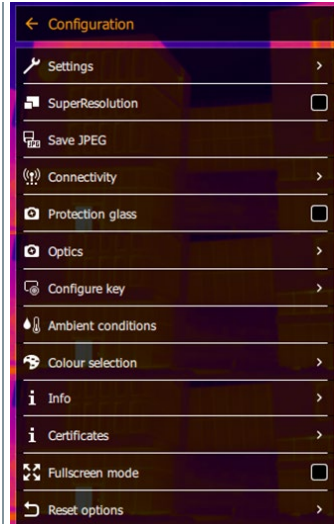 Configuration
Settings
SuperResolution
Save JPEG
Connectivity
Protection glass
Optics
Configure key
Ambient conditions
Colour selection
Info
Certificates
Fullscreen mode
Reset options